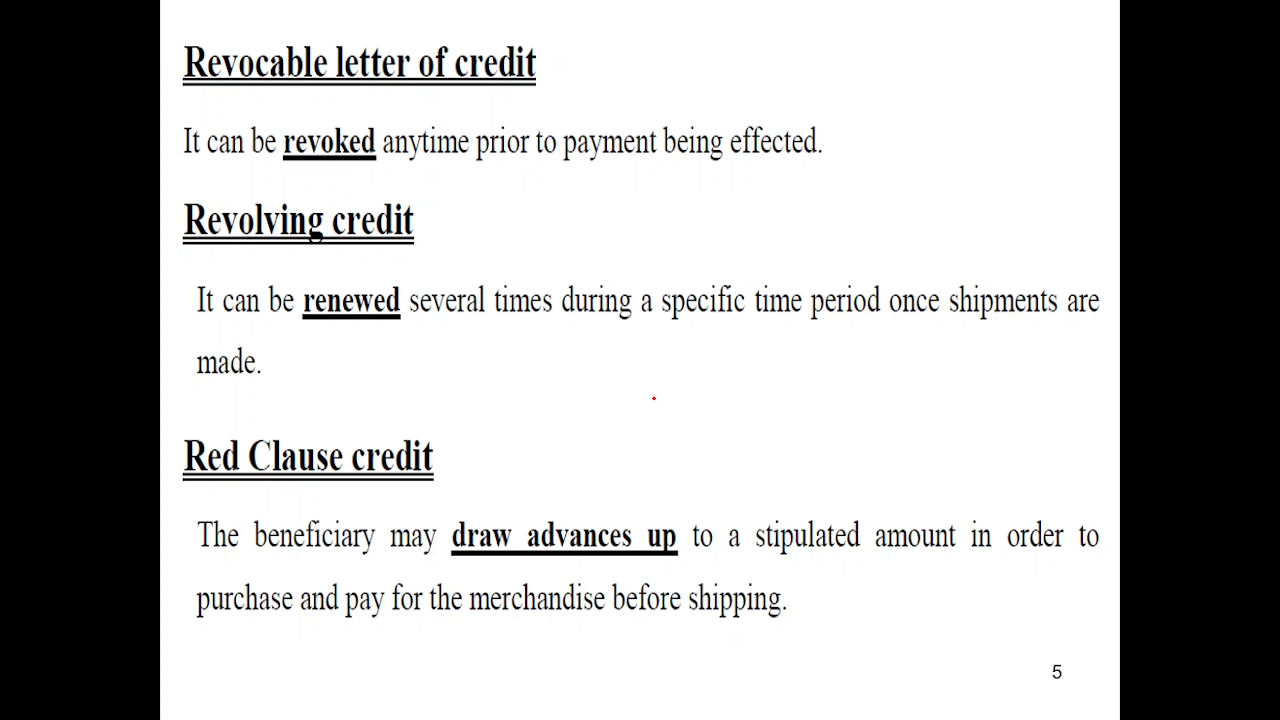 Revocable letter of credit
It can be revoked anytime prior to payment being effected.
Revolving credit
It can be renewed several times during a specific time period once shipments are
made.
Red Clause credit
The beneficiary may draw advances up to a stipulated amount in order to
purchase and pay for the merchandise before shipping.
5